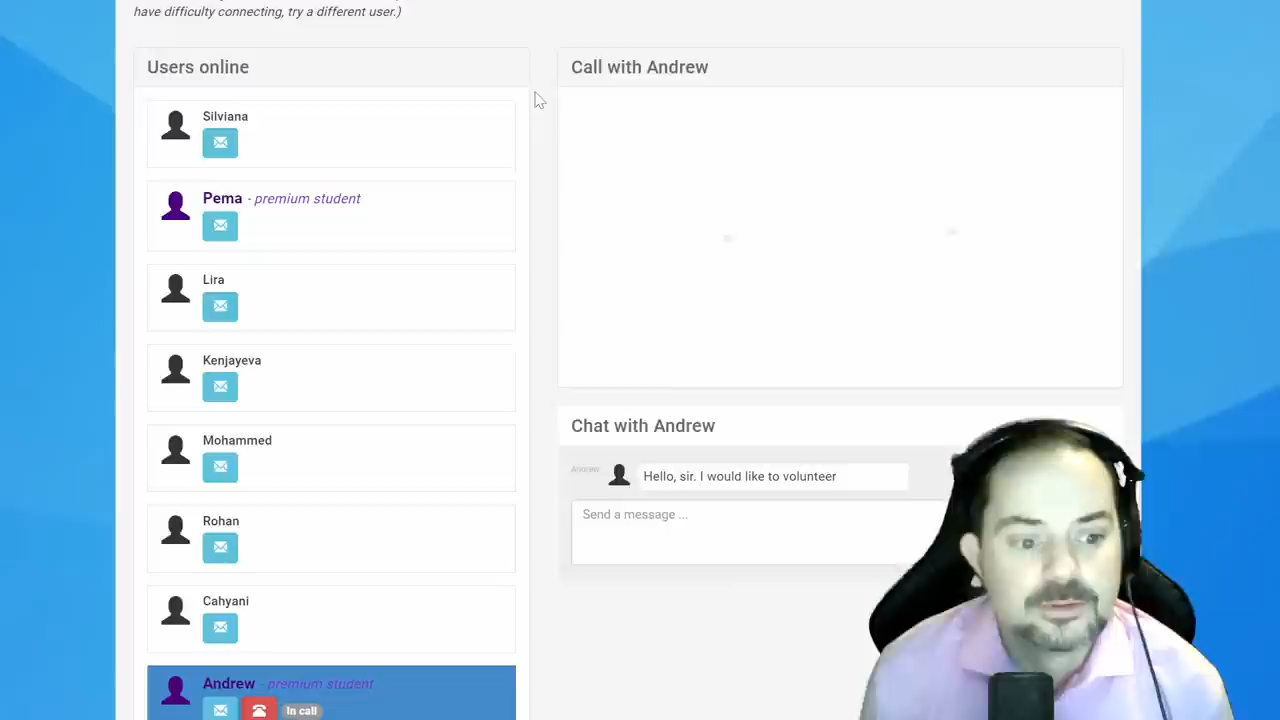 have difficulty connecting, try a different user.)
Users online
Silviana
Pema - premium student
Lira
Kenjayeva
Mohammed
Rohan
Cahyani
Andrew - premium student
In call
Call with Andrew
Chat with Andrew
Andrew
Hello, sir. I would like to volunteer
Send a message ...